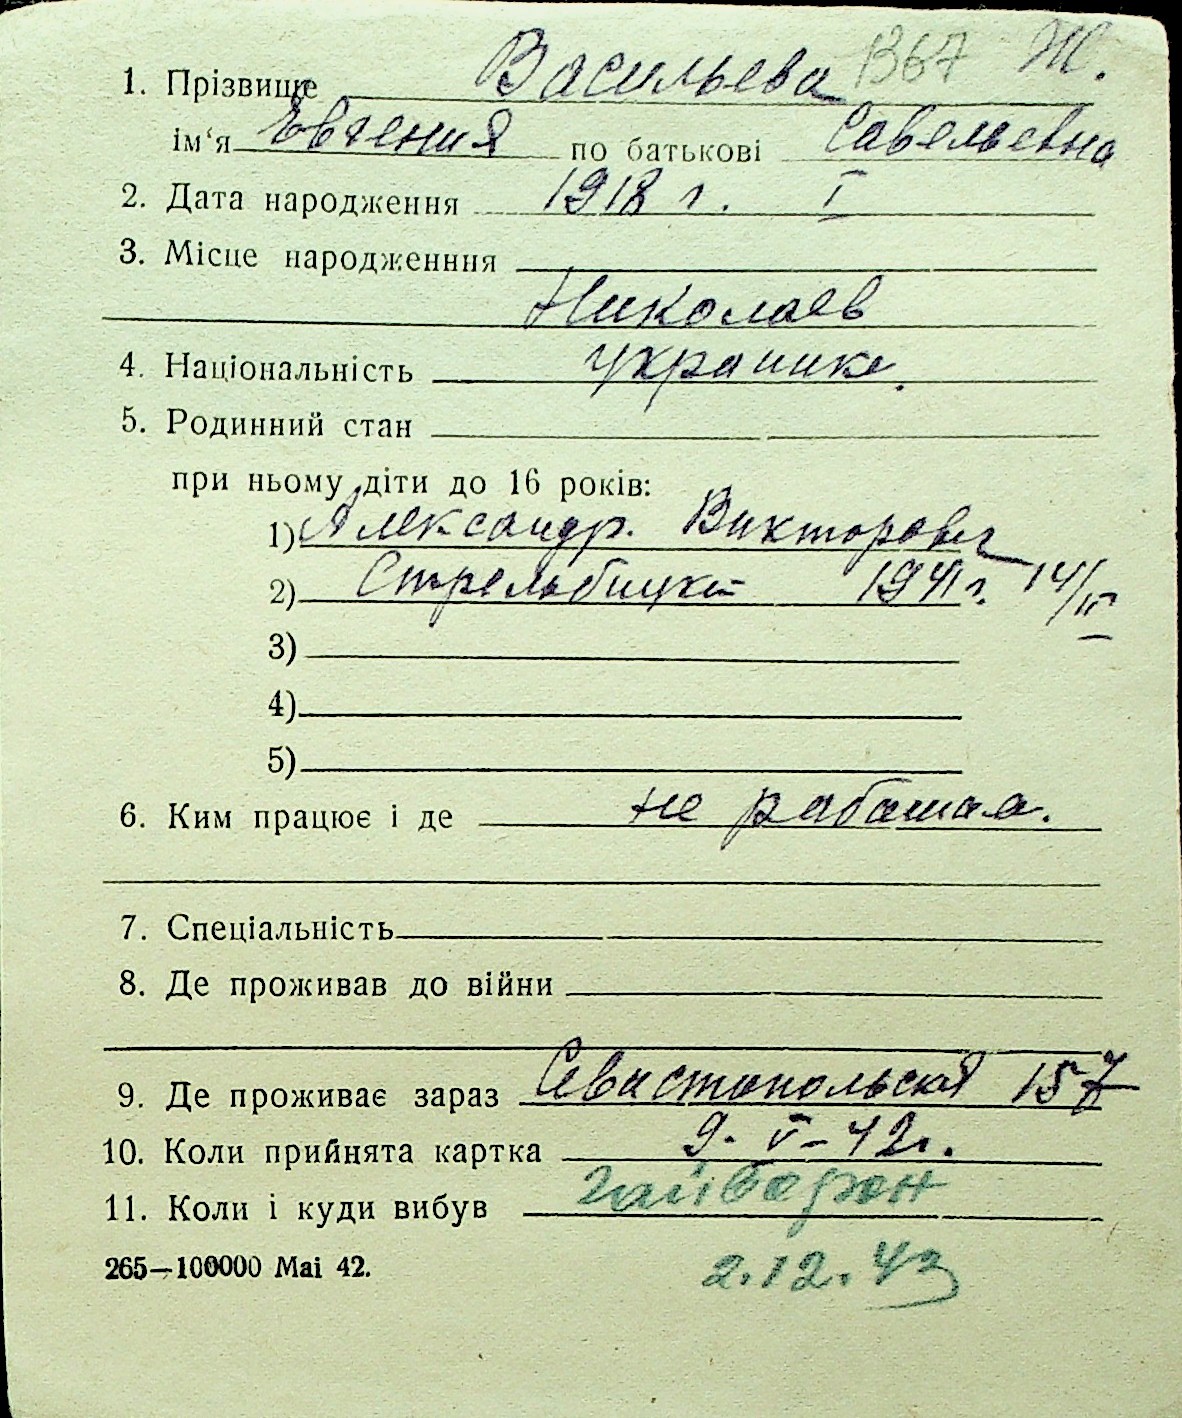 1. Прізвище Васильева 1367 Ж.
ім‘я Евгения по батькові Савельевна
2. Дата народження 1918 г. I
3. Місце народженння
Николаев
4. Національність украинка.
5. Родинний стан
при ньому діти до 16 років:
1) Александр. Викторович
2) Стрельбицкий 1941 г. 14/II
3)
4)
5)
6. Ким працює і де не работала.
7. Спеціальність
8. Де проживав до війни
9. Де проживає зараз Севастопольская 157
10. Коли прийнята картка 9. V-42г.
11. Коли і куди вибув Гайворон
265—100000 Mai 42.
2.12.43